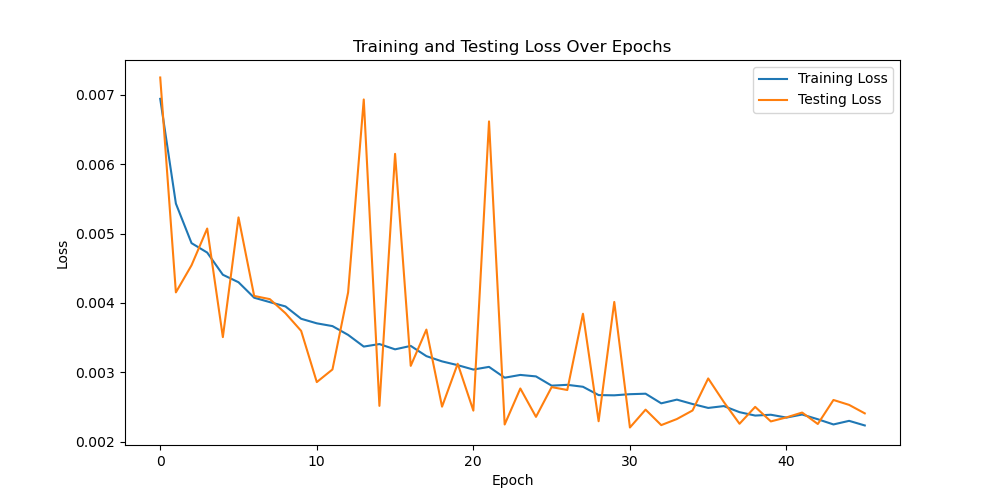 Training and Testing Loss Over Epochs
Training Loss
Testing Loss
0.007
0.006
0.005
0.004
0.003
0.002
Loss
0
10
20
30
40
Epoch